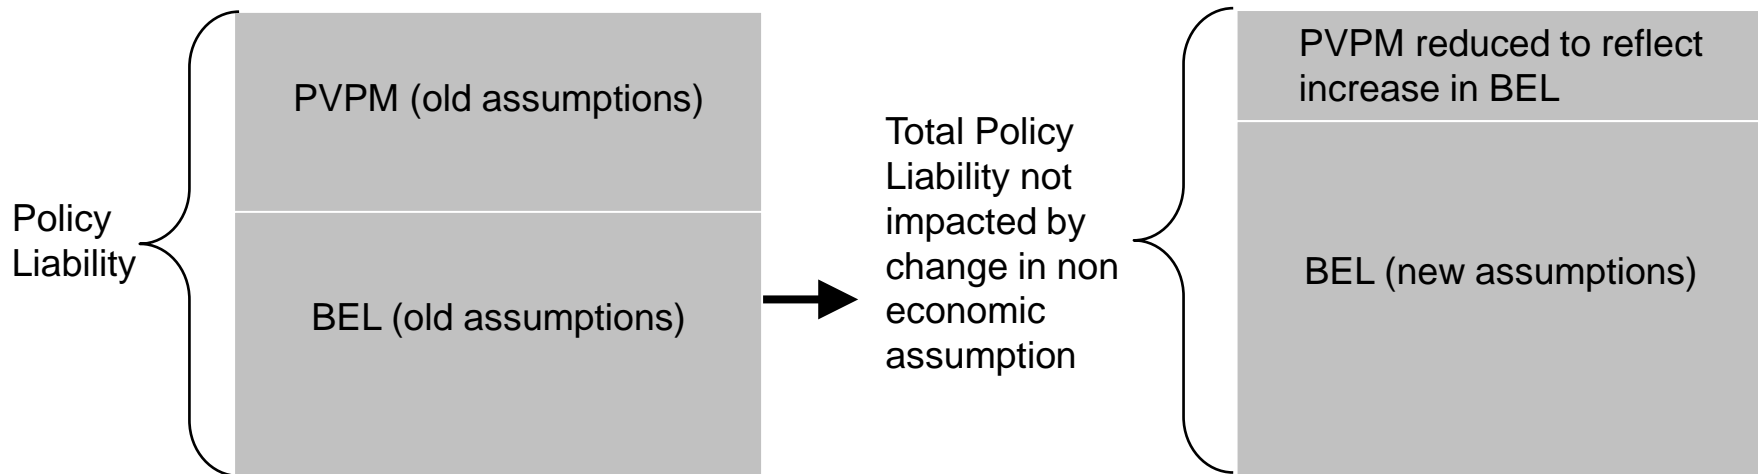 PVPM (old assumptions)
Policy
Liability
BEL (old assumptions)
Total Policy
Liability not
impacted by
change in non
economic
assumption
PVPM reduced to reflect
increase in BEL
BEL (new assumptions)